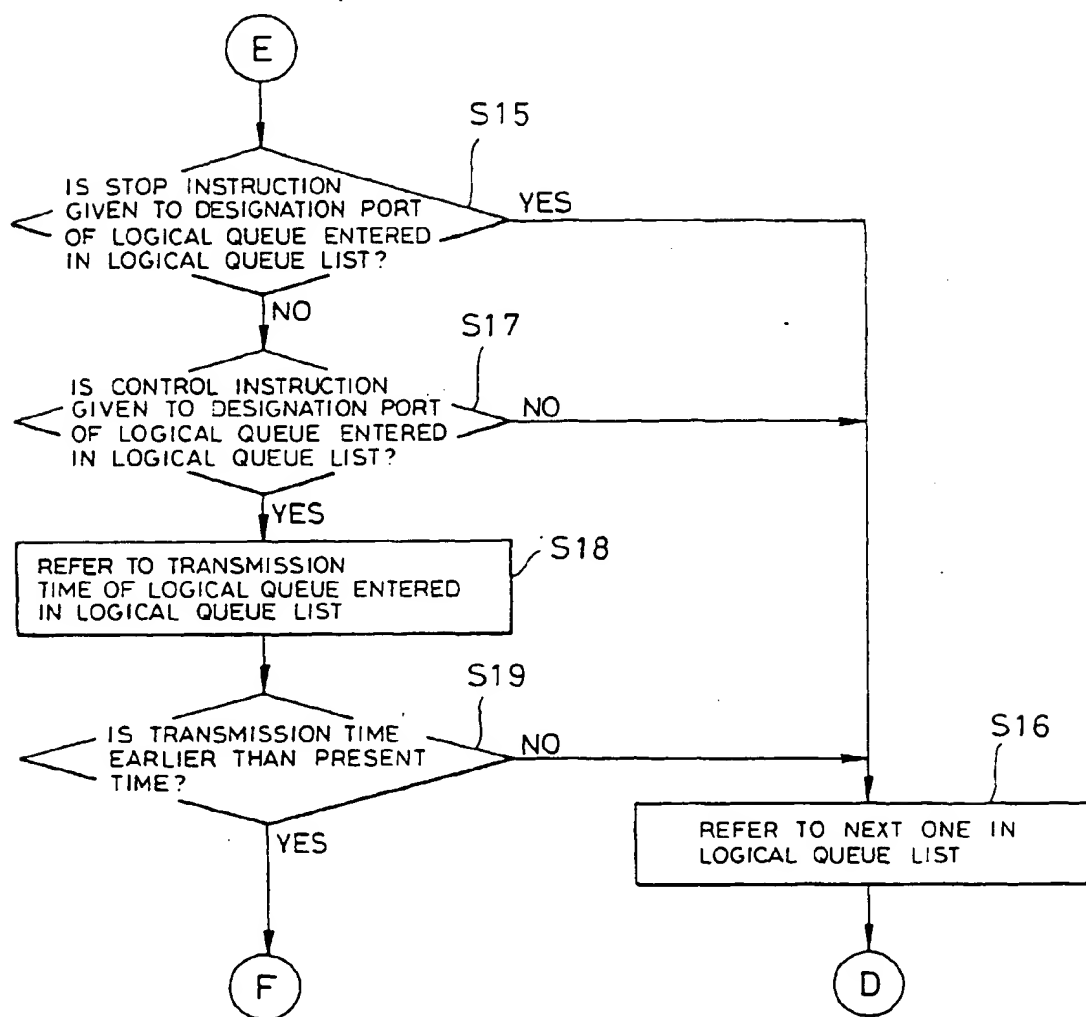 E
S15
IS STOP INSTRUCTION
GIVEN TO DESIGNATION PORT
OF LOGICAL QUEUE ENTERED
IN LOGICAL QUEUE LIST?
YES
NO
S17
IS CONTROL INSTRUCTION
GIVEN TO DESIGNATION PORT
OF LOGICAL QUEUE ENTERED
IN LOGICAL QUEUE LIST?
NO
YES
S18
REFER TO TRANSMISSION
TIME OF LOGICAL QUEUE ENTERED
IN LOGICAL QUEUE LIST
S19
IS TRANSMISSION TIME
EARLIER THAN PRESENT
TIME?
NO
YES
S16
REFER TO NEXT ONE IN
LOGICAL QUEUE LIST
F
D